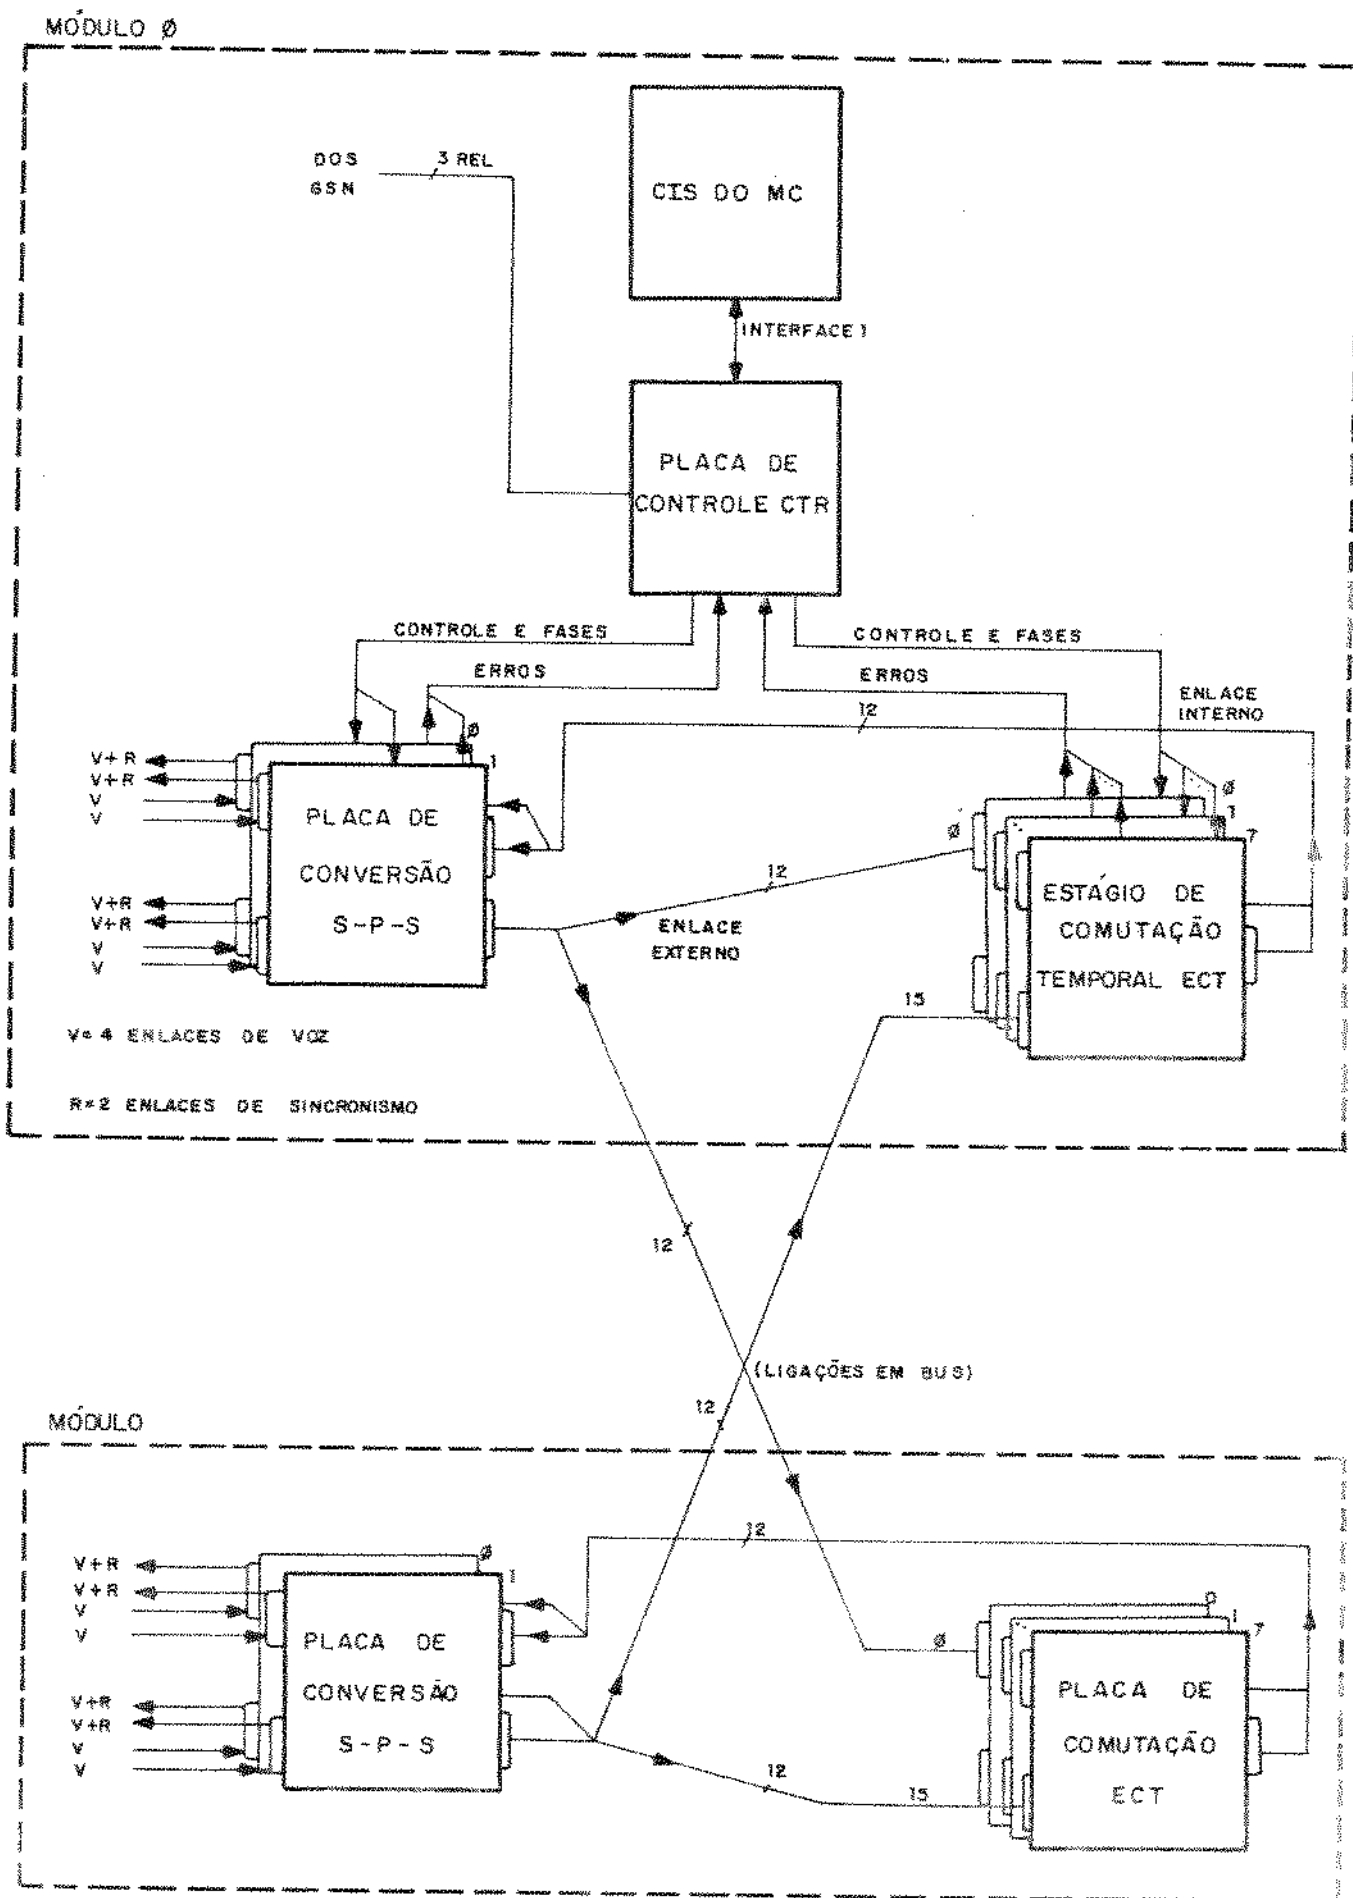 MÓDULO Ø
DOS
GSN
3 REL
CIS DO MC
INTERFACE 1
PLACA DE
CONTROLE CTR
CONTROLE E FASES
CONTROLE E FASES
ERROS
ERROS
ENLACE
INTERNO
12
Ø
1
V+R
V+R
V
V
PLACA DE
CONVERSÃO
S-P-S
V+R
V+R
V
V
12
ENLACE
EXTERNO
Ø
Ø
1
7
ESTÁGIO DE
COMUTAÇÃO
TEMPORAL ECT
15
V=4 ENLACES DE VOZ
R=2 ENLACES DE SINCRONISMO
12
(LIGAÇÕES EM BUS)
12
MÓDULO
12
Ø
1
V+R
V+R
V
V
PLACA DE
CONVERSÃO
S-P-S
V+R
V+R
V
V
12
15
Ø
0
1
7
PLACA DE
COMUTAÇÃO
ECT